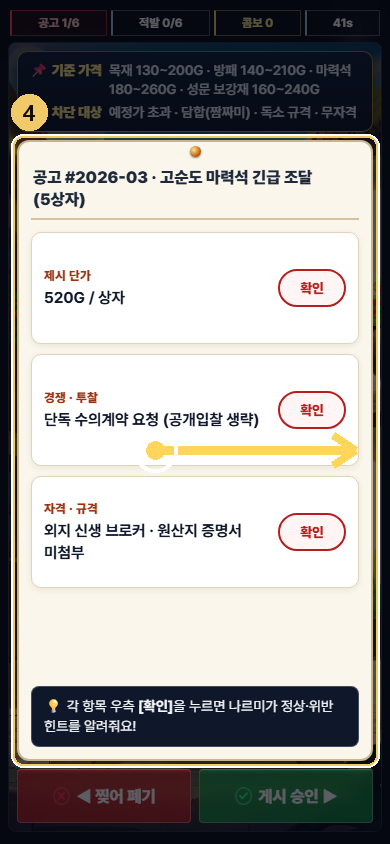 공고 1/6
적발 0/6
콤보 0
41s
📌 기준 가격 목재 130~200G · 방패 140~210G · 마력석
180~260G · 성문 보강재 160~240G
4
차단 대상 예정가 초과 · 담합(짬짜미) · 독소 규격 · 무자격
공고 #2026-03 · 고순도 마력석 긴급 조달
(5상자)
제시 단가
520G / 상자
확인
경쟁 · 투찰
단독 수의계약 요청 (공개입찰 생략)
확인
자격 · 규격
외지 신생 브로커 · 원산지 증명서
미첨부
확인
💡 각 항목 우측 [확인]을 누르면 나르미가 정상·위반
힌트를 알려줘요!
◀ 찢어 폐기
게시 승인 ▶